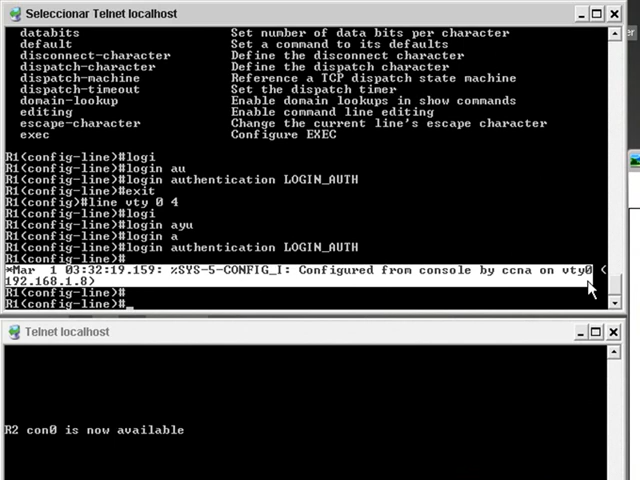 Seleccionar Telnet localhost
databits Set number of data bits per character
default Set a command to its defaults
disconnect-character Define the disconnect character
dispatch-character Define the dispatch character
dispatch-machine Reference a TCP dispatch state machine
dispatch-timeout Set the dispatch timer
domain-lookup Enable domain lookups in show commands
editing Enable command line editing
escape-character Change the current line's escape character
exec Configure EXEC
R1(config-line)#logi
R1(config-line)#login au
R1(config-line)#login authentication LOGIN_AUTH
R1(config-line)#exit
R1(config)#line vty 0 4
R1(config-line)#logi
R1(config-line)#login ayu
R1(config-line)#login a
R1(config-line)#login authentication LOGIN_AUTH
R1(config-line)#
*Mar 1 03:32:19.159: %SYS-5-CONFIG_I: Configured from console by ccna on vty0 (
192.168.1.8)
R1(config-line)#
R1(config-line)#_
Telnet localhost
R2 con0 is now available